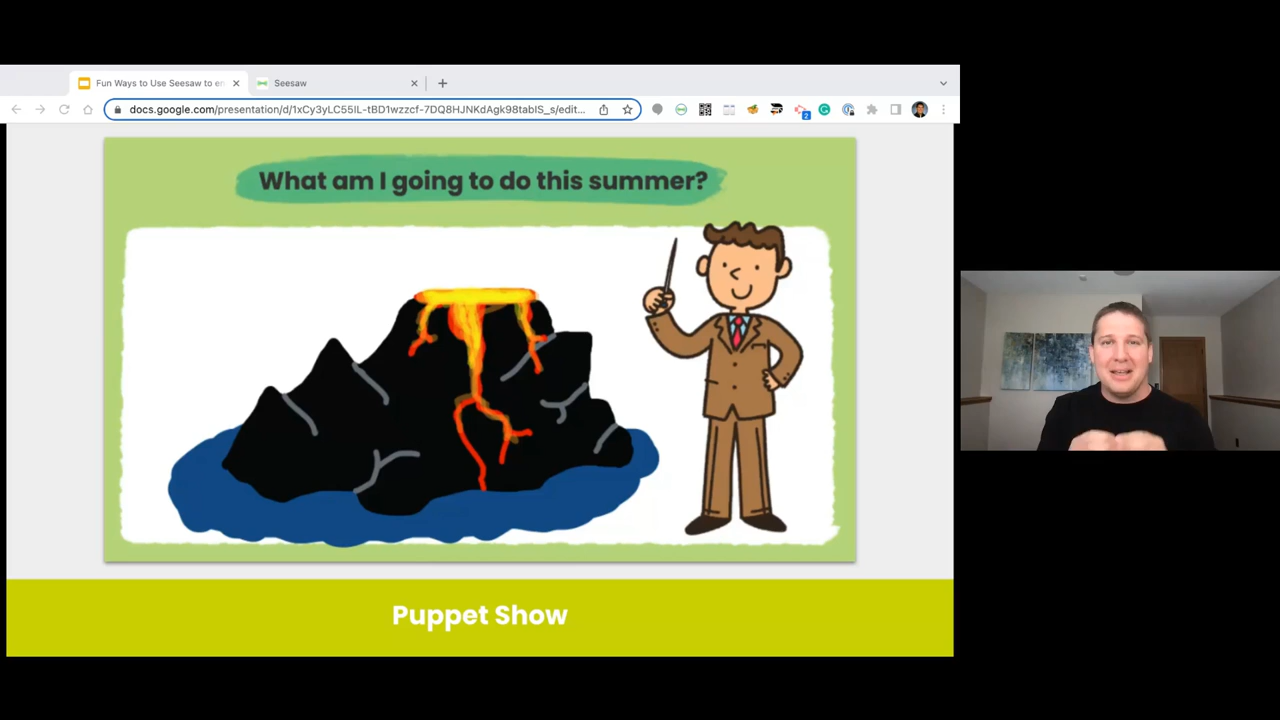 Fun Ways to Use Seesaw to en
Seesaw
docs.google.com/presentation/d/1xCy3yLC55IL-tBD1wzzcf-7DQ8HJNKdAgk98tabIS_s/edit...
2
What am I going to do this summer?
Puppet Show